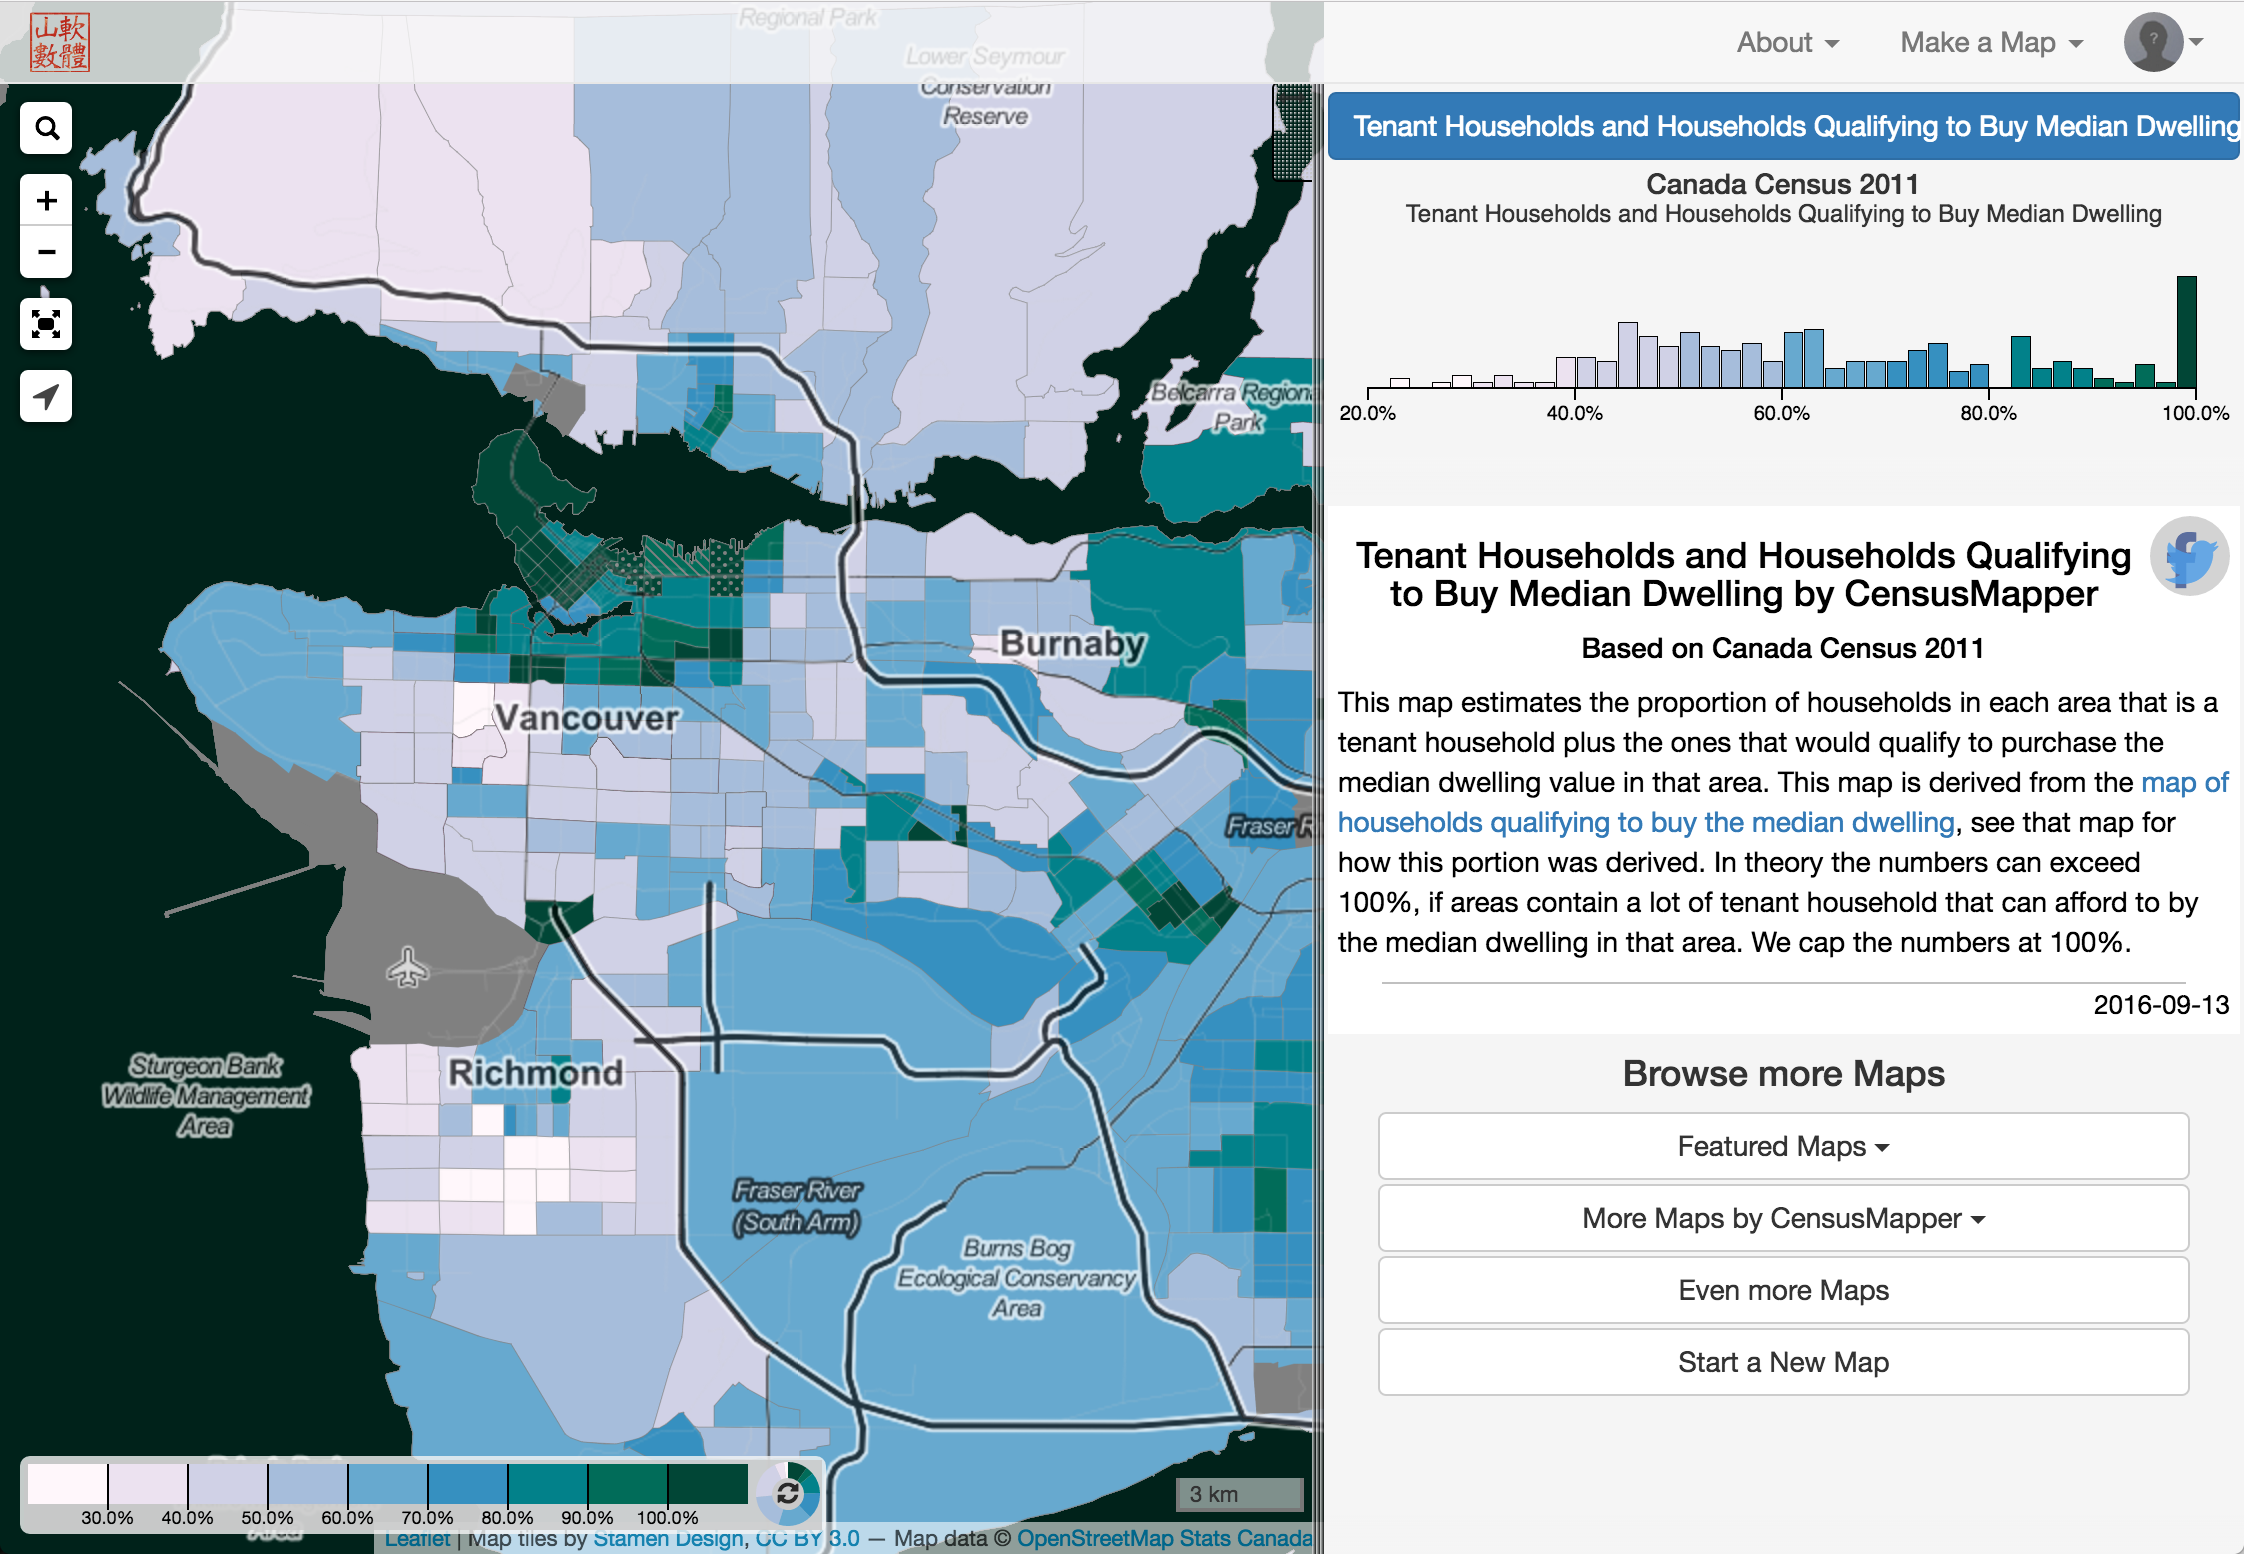 山軟
數體
Regional Park
Lower Seymour
Conservation
Reserve
Belcarra Regional
Park
Burnaby
Vancouver
Fraser R
Richmond
Sturgeon Bank
Wildlife Management
Area
Fraser River
(South Arm)
Burns Bog
Ecological Conservancy
Area
30.0% 40.0% 50.0% 60.0% 70.0% 80.0% 90.0% 100.0%
3 km
Leaflet | Map tiles by Stamen Design, CC BY 3.0 — Map data © OpenStreetMap Stats Canada
About
Make a Map
Tenant Households and Households Qualifying to Buy Median Dwelling
Canada Census 2011
Tenant Households and Households Qualifying to Buy Median Dwelling
20.0% 40.0% 60.0% 80.0% 100.0%
Tenant Households and Households Qualifying
to Buy Median Dwelling by CensusMapper
Based on Canada Census 2011
This map estimates the proportion of households in each area that is a
tenant household plus the ones that would qualify to purchase the
median dwelling value in that area. This map is derived from the map of
households qualifying to buy the median dwelling, see that map for
how this portion was derived. In theory the numbers can exceed
100%, if areas contain a lot of tenant household that can afford to by
the median dwelling in that area. We cap the numbers at 100%.
2016-09-13
Browse more Maps
Featured Maps
More Maps by CensusMapper
Even more Maps
Start a New Map